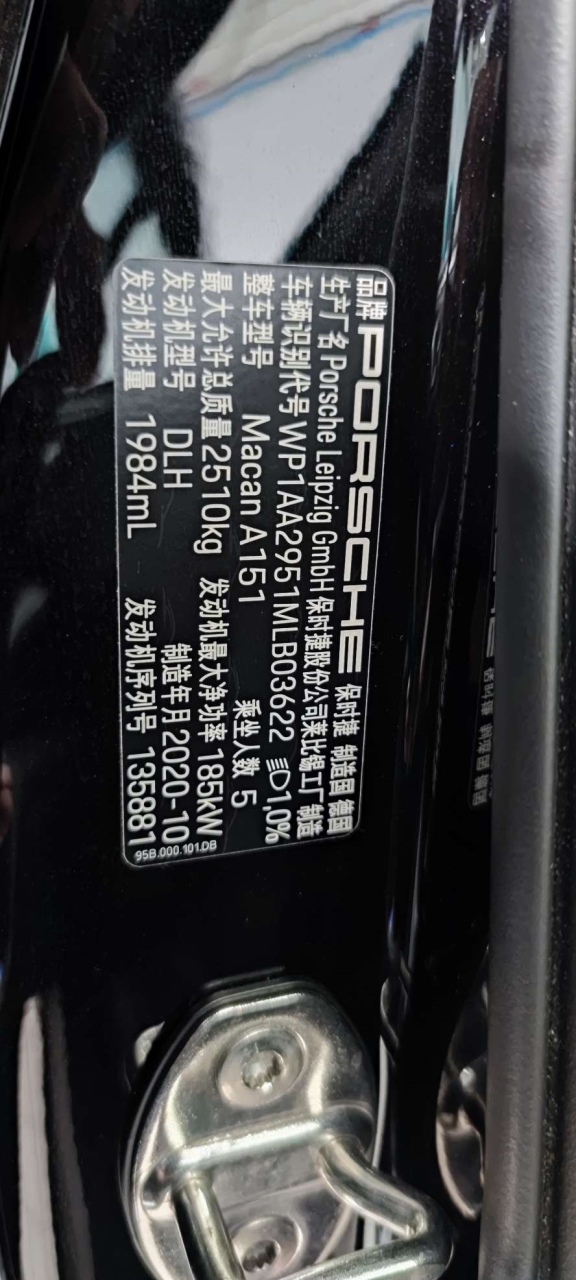 品牌 PORSCHE 保时捷 制造国 德国
生产厂名 Porsche Leipzig GmbH 保时捷股份公司莱比锡工厂 制造
车辆识别代号 WP1AA2951MLB03622 1,0%
整车型号 Macan A151 乘坐人数 5
最大允许总质量 2510kg 发动机最大净功率 185kW
发动机型号 DLH 制造年月 2020-10
发动机排量 1984mL 发动机序列号 135881
95B.000.101.DB